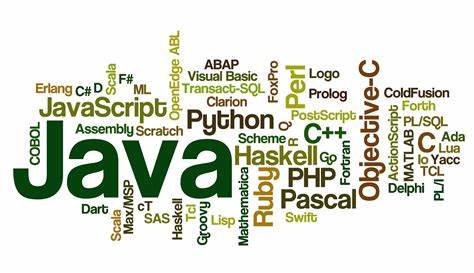 ABAP
Visual Basic
Transact-SQL
Clarion
OpenEdge ABL
FoxPro
Perl
Logo
Prolog
PostScript
Objective-C
ColdFusion
Forth
PL/SQL
Erlang
C#
D
Scala
F#
ML
JavaScript
Assembly
Scratch
COBOL
Java
Python
Q
R
Scheme
C++
Haskell
Go
Fortran
ActionScript
MATLAB
C
Ada
Lua
Io
Yacc
TCL
PL/I
Delphi
PHP
Pascal
Ruby
Swift
Mathematica
Dart
Scala
Max/MSP
cT
SAS
Haskell
Tcl
Groovy
Lisp